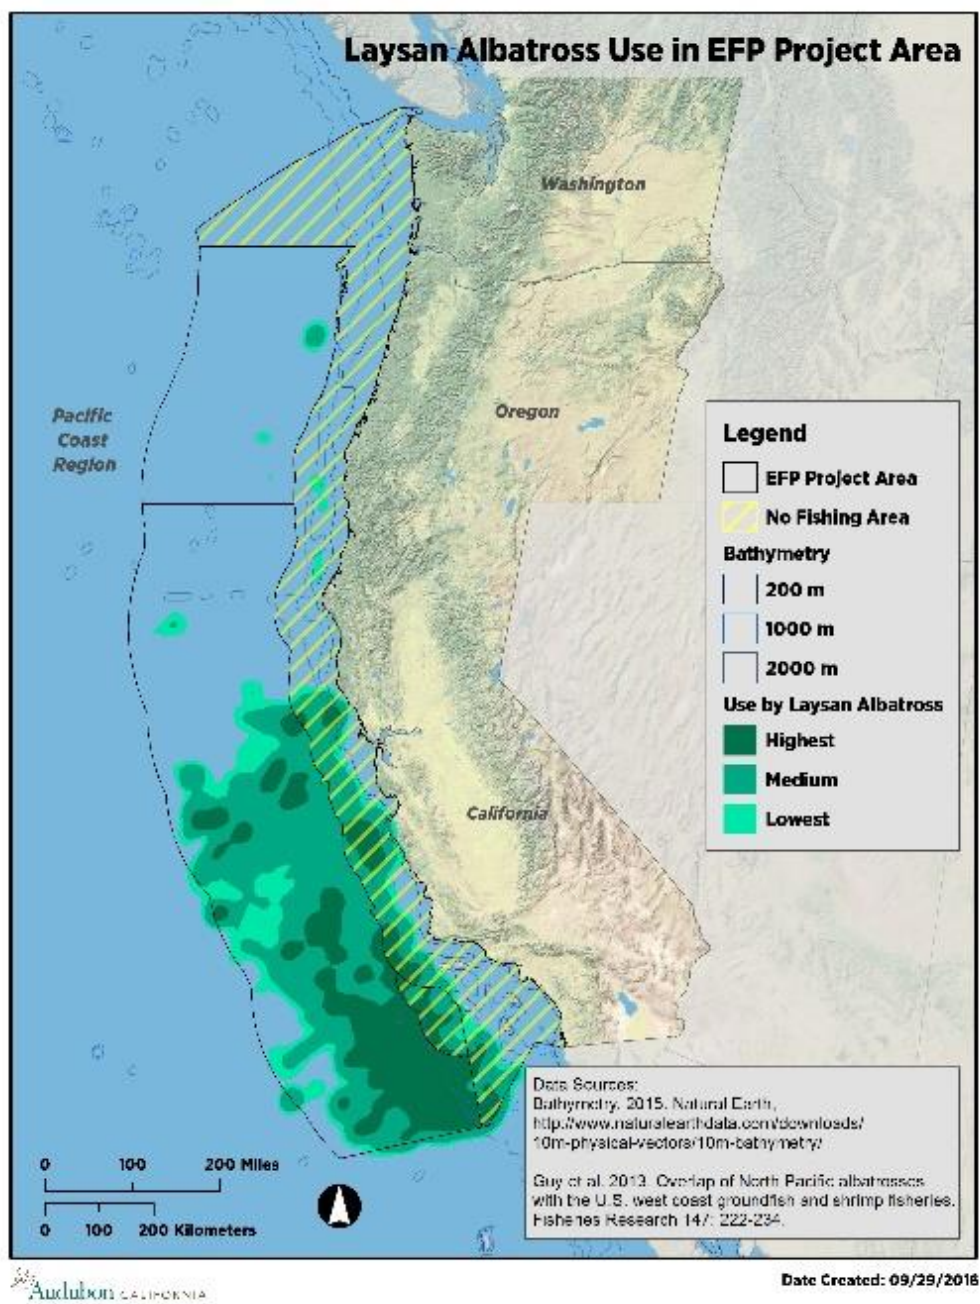 Laysan Albatross Use in EFP Project Area
Washington
Oregon
Pacific
Coast
Region
California
Legend
EFP Project Area
No Fishing Area
Bathymetry
200 m
1000 m
2000 m
Use by Laysan Albatross
Highest
Medium
Lowest
Data Sources:
Bathymetry. 2015. Natural Earth,
http://www.naturalearthdata.com/downloads/
10m-physical-vectors/10m-bathymetry/
Guy et al. 2013. Overlap of North Pacific albatrosses
with the U.S. west coast groundfish and shrimp fisheries.
Fisheries Research 147: 222-234.
0 100 200 Miles
0 100 200 Kilometers
Audubon CALIFORNIA
Date Created: 09/29/2016